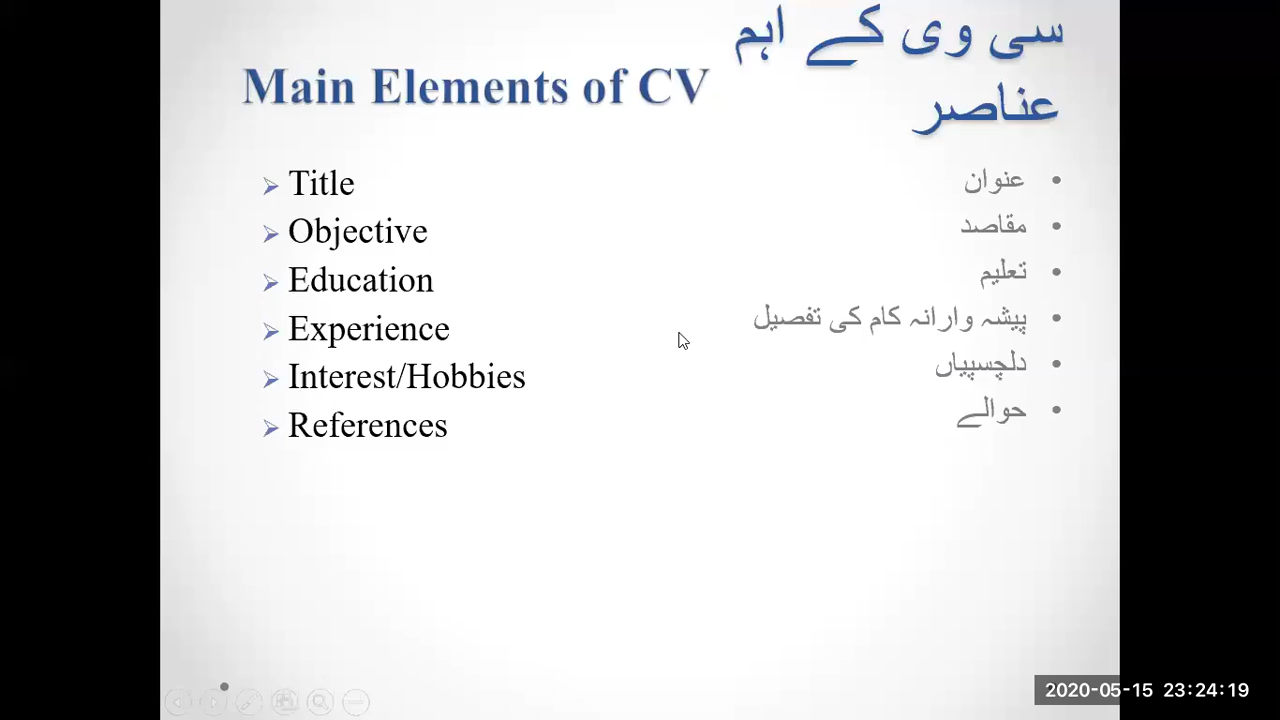 سی وی کے اہم
عناصر
Main Elements of CV
Title
Objective
Education
Experience
Interest/Hobbies
References
عنوان
مقاصد
تعلیم
پیشہ وارانہ کام کی تفصیل
دلچسپیاں
حوالے
2020-05-15 23:24:19